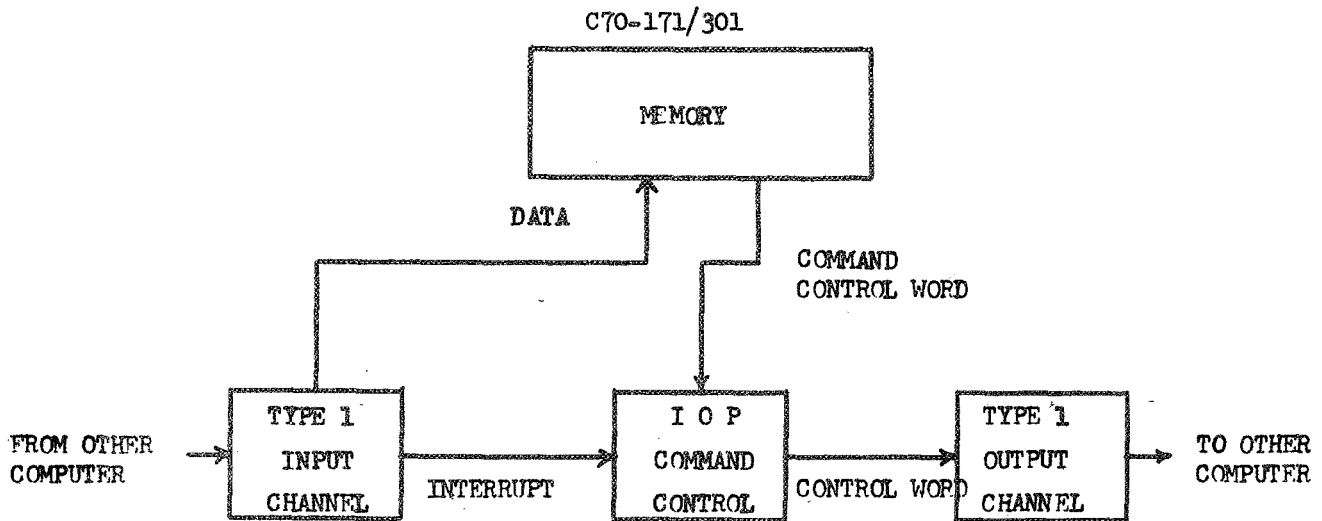 C70-171/301
MEMORY
DATA
COMMAND
CONTROL WORD
FROM OTHER
COMPUTER
TYPE 1
INPUT
CHANNEL
INTERRUPT
I O P
COMMAND
CONTROL
CONTROL WORD
TYPE 1
OUTPUT
CHANNEL
TO OTHER
COMPUTER